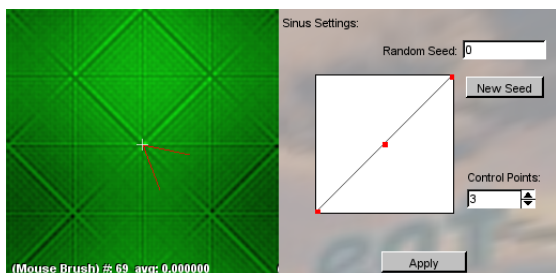 Sinus Settings:
Random Seed: 0
New Seed
Control Points:
3
Apply
(Mouse Brush) #: 69 avg: 0.000000